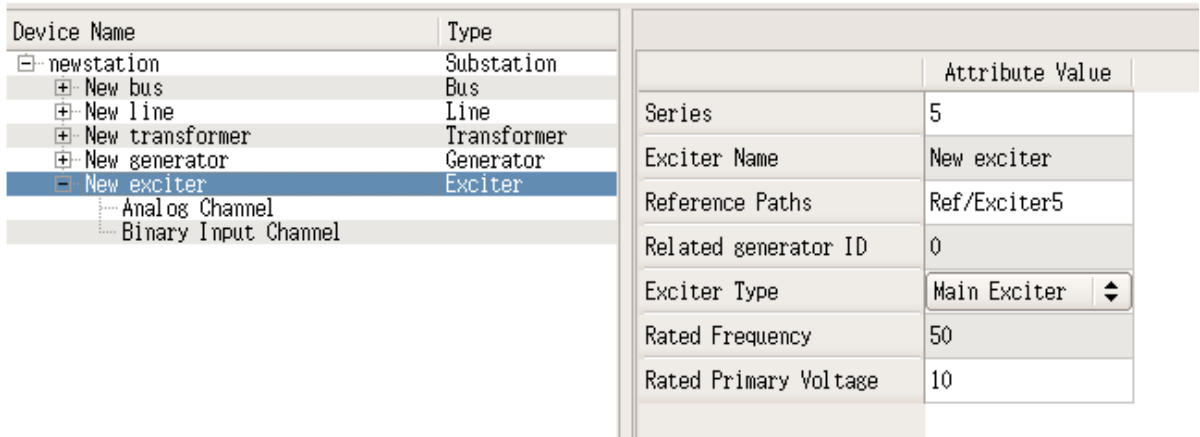 Device Name Type
newstation Substation
New bus Bus
New line Line
New transformer Transformer
New generator Generator
New exciter Exciter
Analog Channel
Binary Input Channel
Attribute Value
Series 5
Exciter Name New exciter
Reference Paths Ref/Exciter5
Related generator ID 0
Exciter Type Main Exciter
Rated Frequency 50
Rated Primary Voltage 10